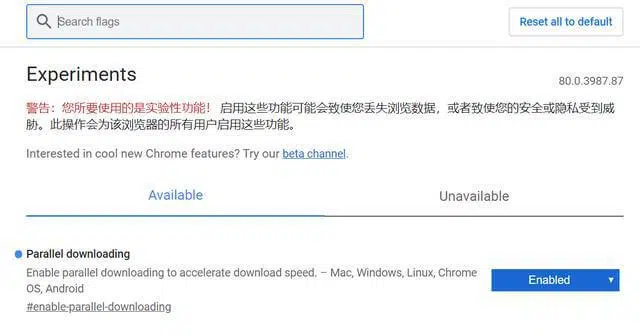 Search flags
Reset all to default
Experiments
80.0.3987.87
警告：您所要使用的是实验性功能！ 启用这些功能可能会致使您丢失浏览数据，或者致使您的安全或隐私受到威
胁。此操作会为该浏览器的所有用户启用这些功能。
Interested in cool new Chrome features? Try our beta channel.
Available
Unavailable
Parallel downloading
Enable parallel downloading to accelerate download speed. – Mac, Windows, Linux, Chrome
OS, Android
Enabled
#enable-parallel-downloading